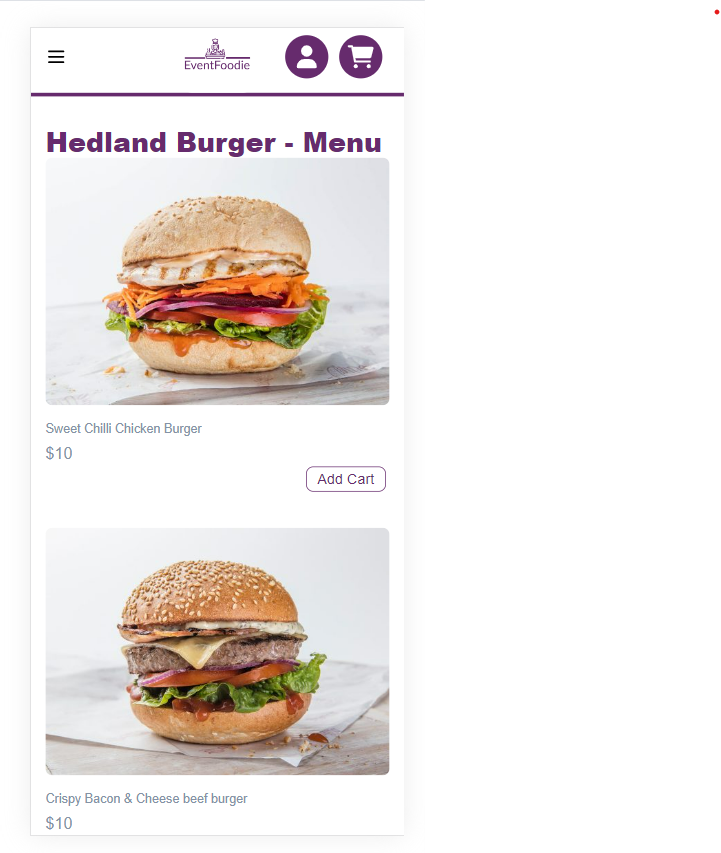 EventFoodie
Hedland Burger - Menu
Sweet Chilli Chicken Burger
$10
Add Cart
Crispy Bacon & Cheese beef burger
$10